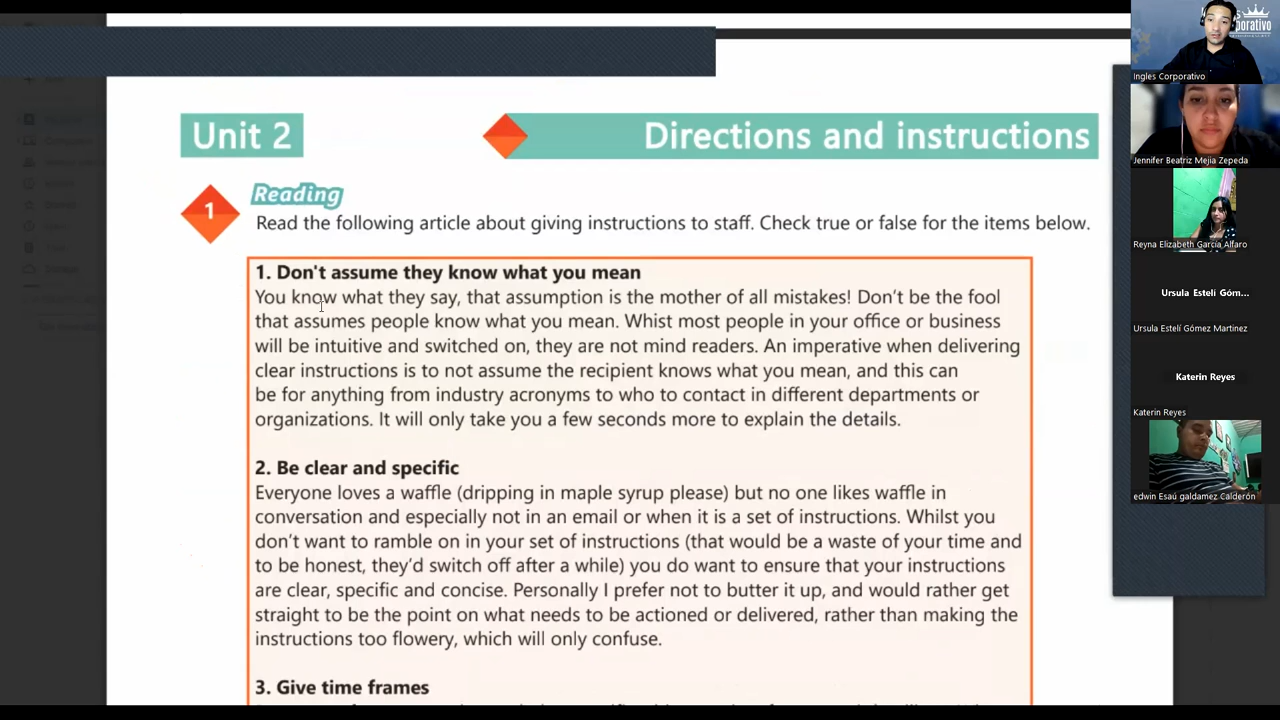 Unit 2
Directions and instructions
1
Reading
Read the following article about giving instructions to staff. Check true or false for the items below.
1. Don't assume they know what you mean
You know what they say, that assumption is the mother of all mistakes! Don't be the fool
that assumes people know what you mean. Whist most people in your office or business
will be intuitive and switched on, they are not mind readers. An imperative when delivering
clear instructions is to not assume the recipient knows what you mean, and this can
be for anything from industry acronyms to who to contact in different departments or
organizations. It will only take you a few seconds more to explain the details.
2. Be clear and specific
Everyone loves a waffle (dripping in maple syrup please) but no one likes waffle in
conversation and especially not in an email or when it is a set of instructions. Whilst you
don't want to ramble on in your set of instructions (that would be a waste of your time and
to be honest, they'd switch off after a while) you do want to ensure that your instructions
are clear, specific and concise. Personally I prefer not to butter it up, and would rather get
straight to be the point on what needs to be actioned or delivered, rather than making the
instructions too flowery, which will only confuse.
3. Give time frames
Ingles Corporativo
Jennifer Beatriz Mejia Zepeda
Reyna Elizabeth García Alfaro
Ursula Estelí Góm...
Ursula Estelí Gómez Martinez
Katerin Reyes
Katerin Reyes
edwin Esaú galdamez Calderón